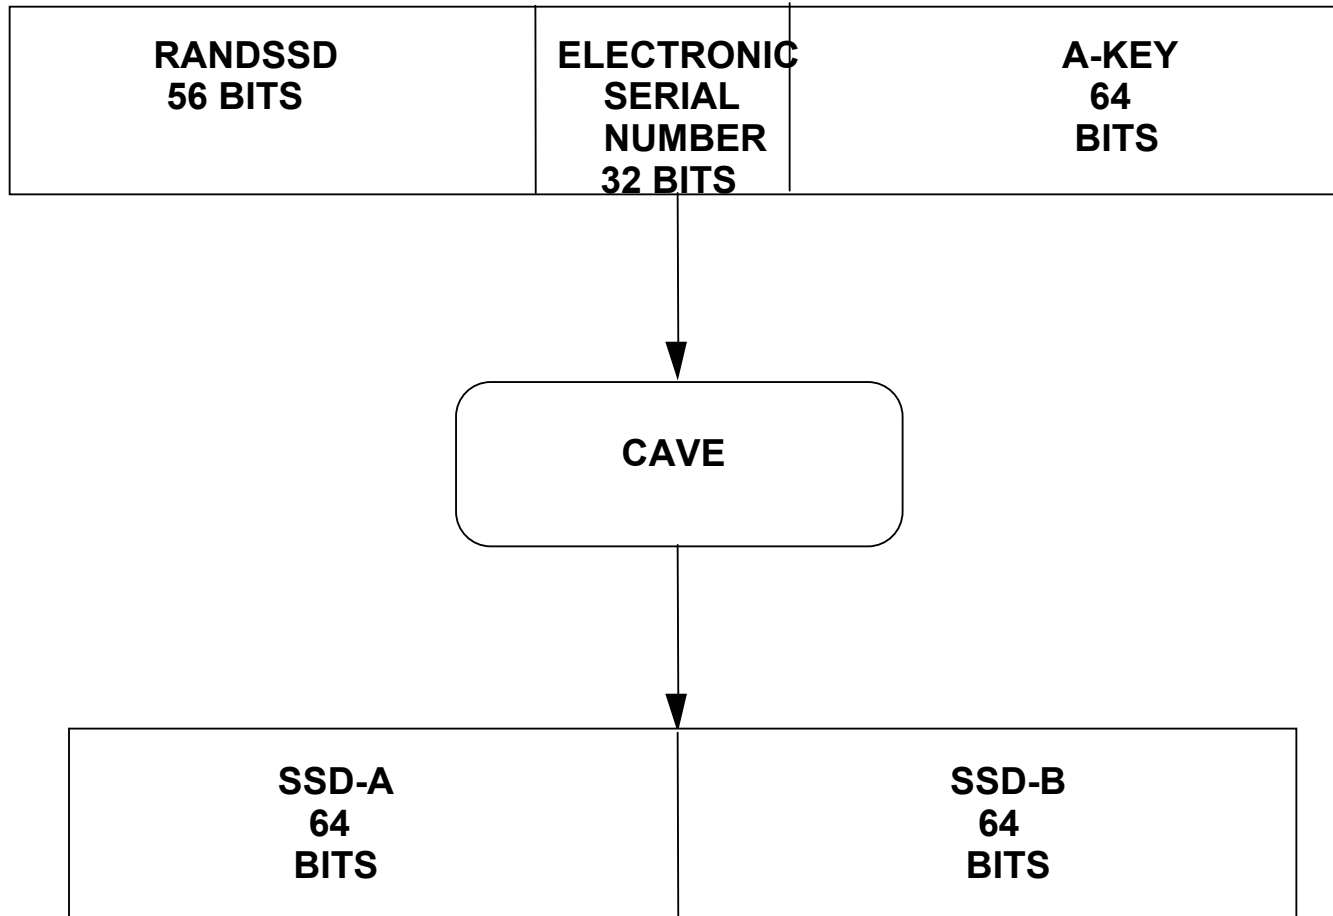 RANDSSD
56 BITS
ELECTRONIC
SERIAL
NUMBER
32 BITS
A-KEY
64
BITS
CAVE
SSD-A
64
BITS
SSD-B
64
BITS